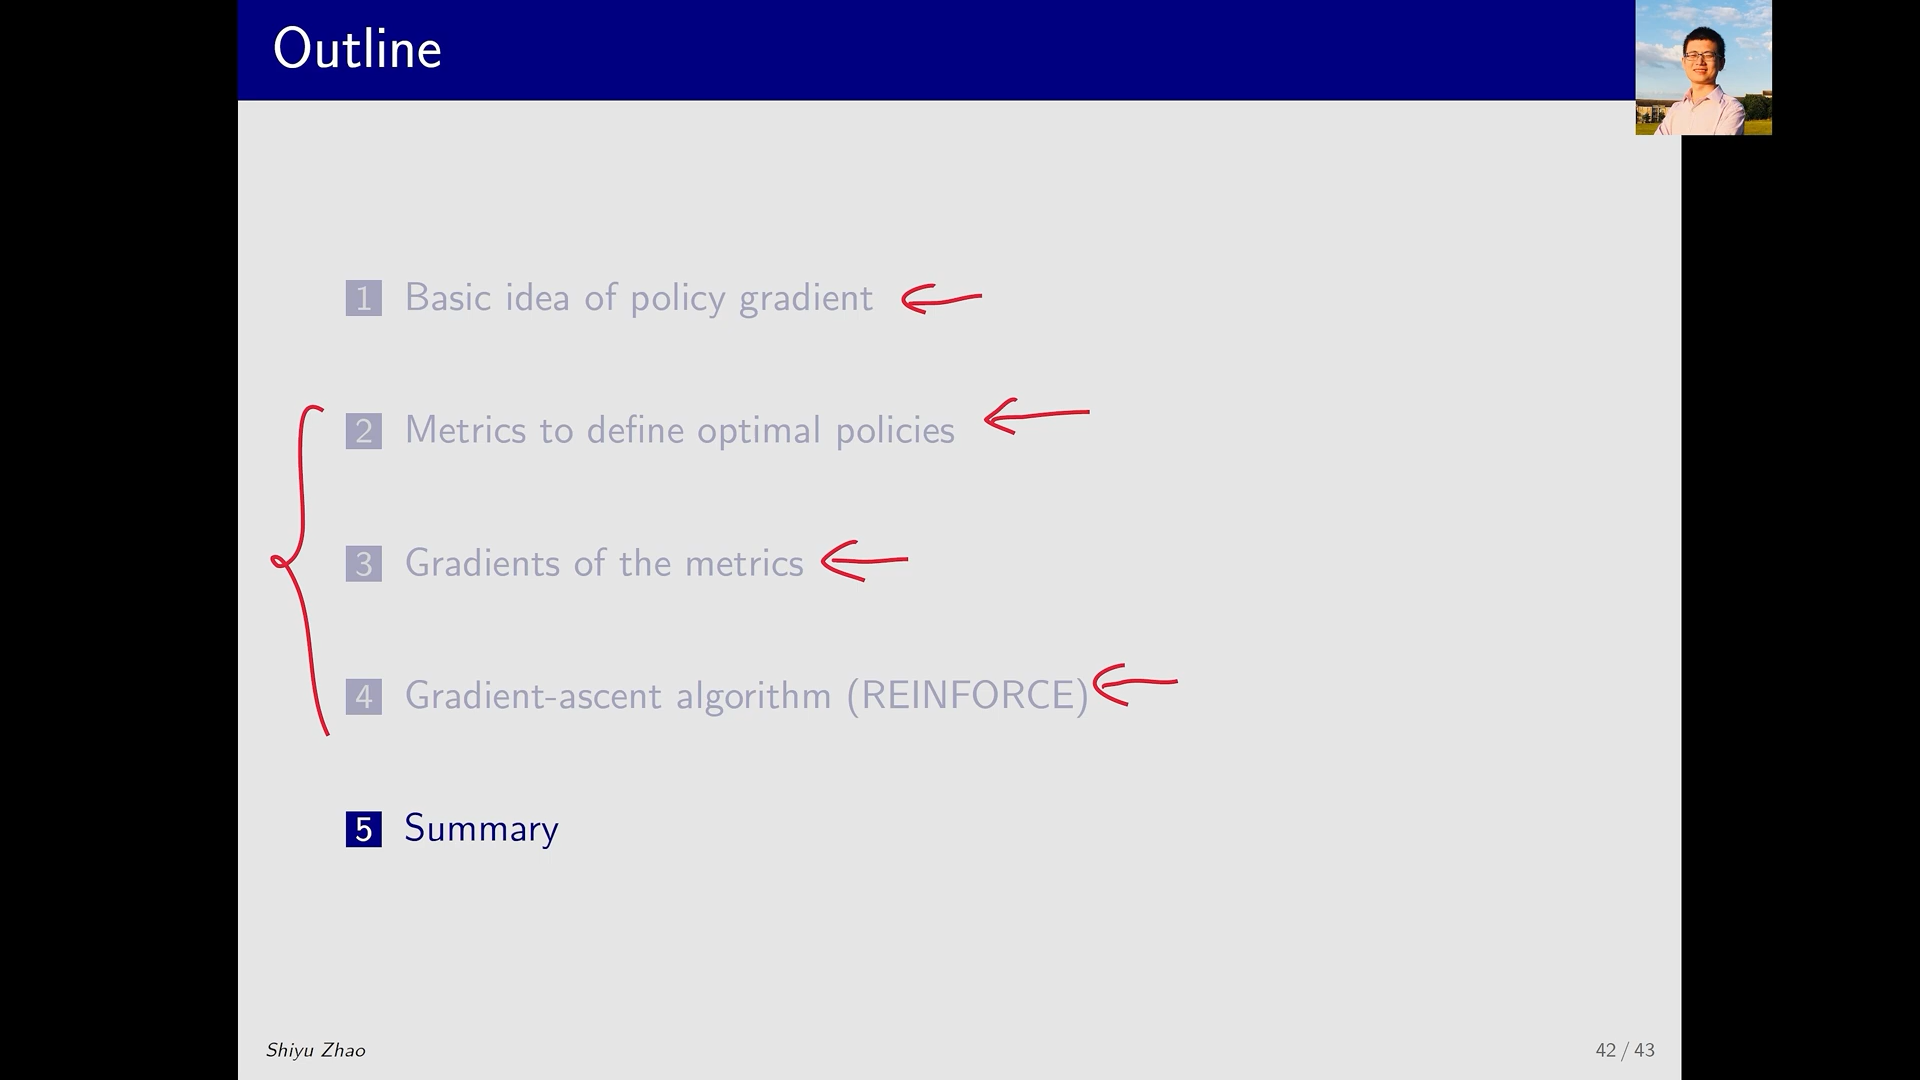 Outline
1 Basic idea of policy gradient
2 Metrics to define optimal policies
3 Gradients of the metrics
4 Gradient-ascent algorithm (REINFORCE)
5 Summary
Shiyu Zhao
42 / 43